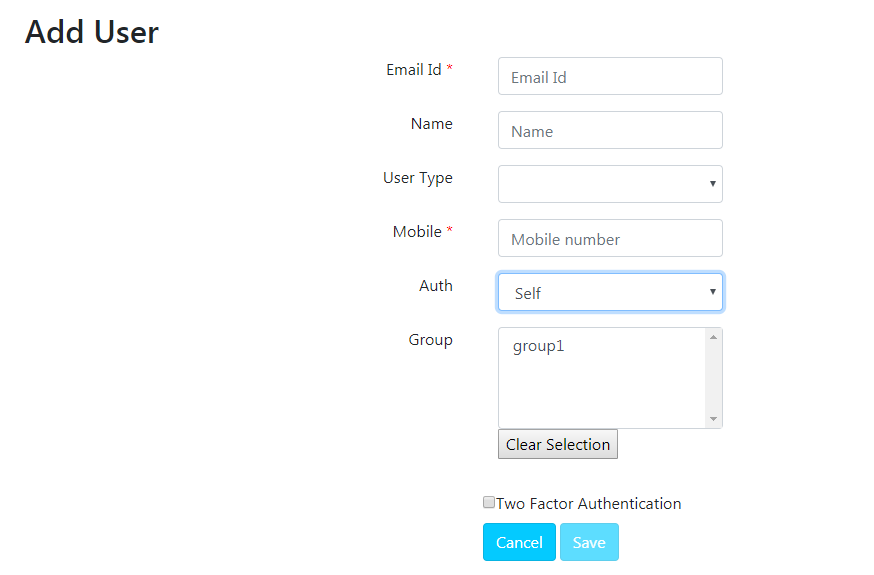 Add User
Email Id *
Email Id
Name
Name
User Type
Mobile *
Mobile number
Auth
Self
Group
group1
Clear Selection
Two Factor Authentication
Cancel Save